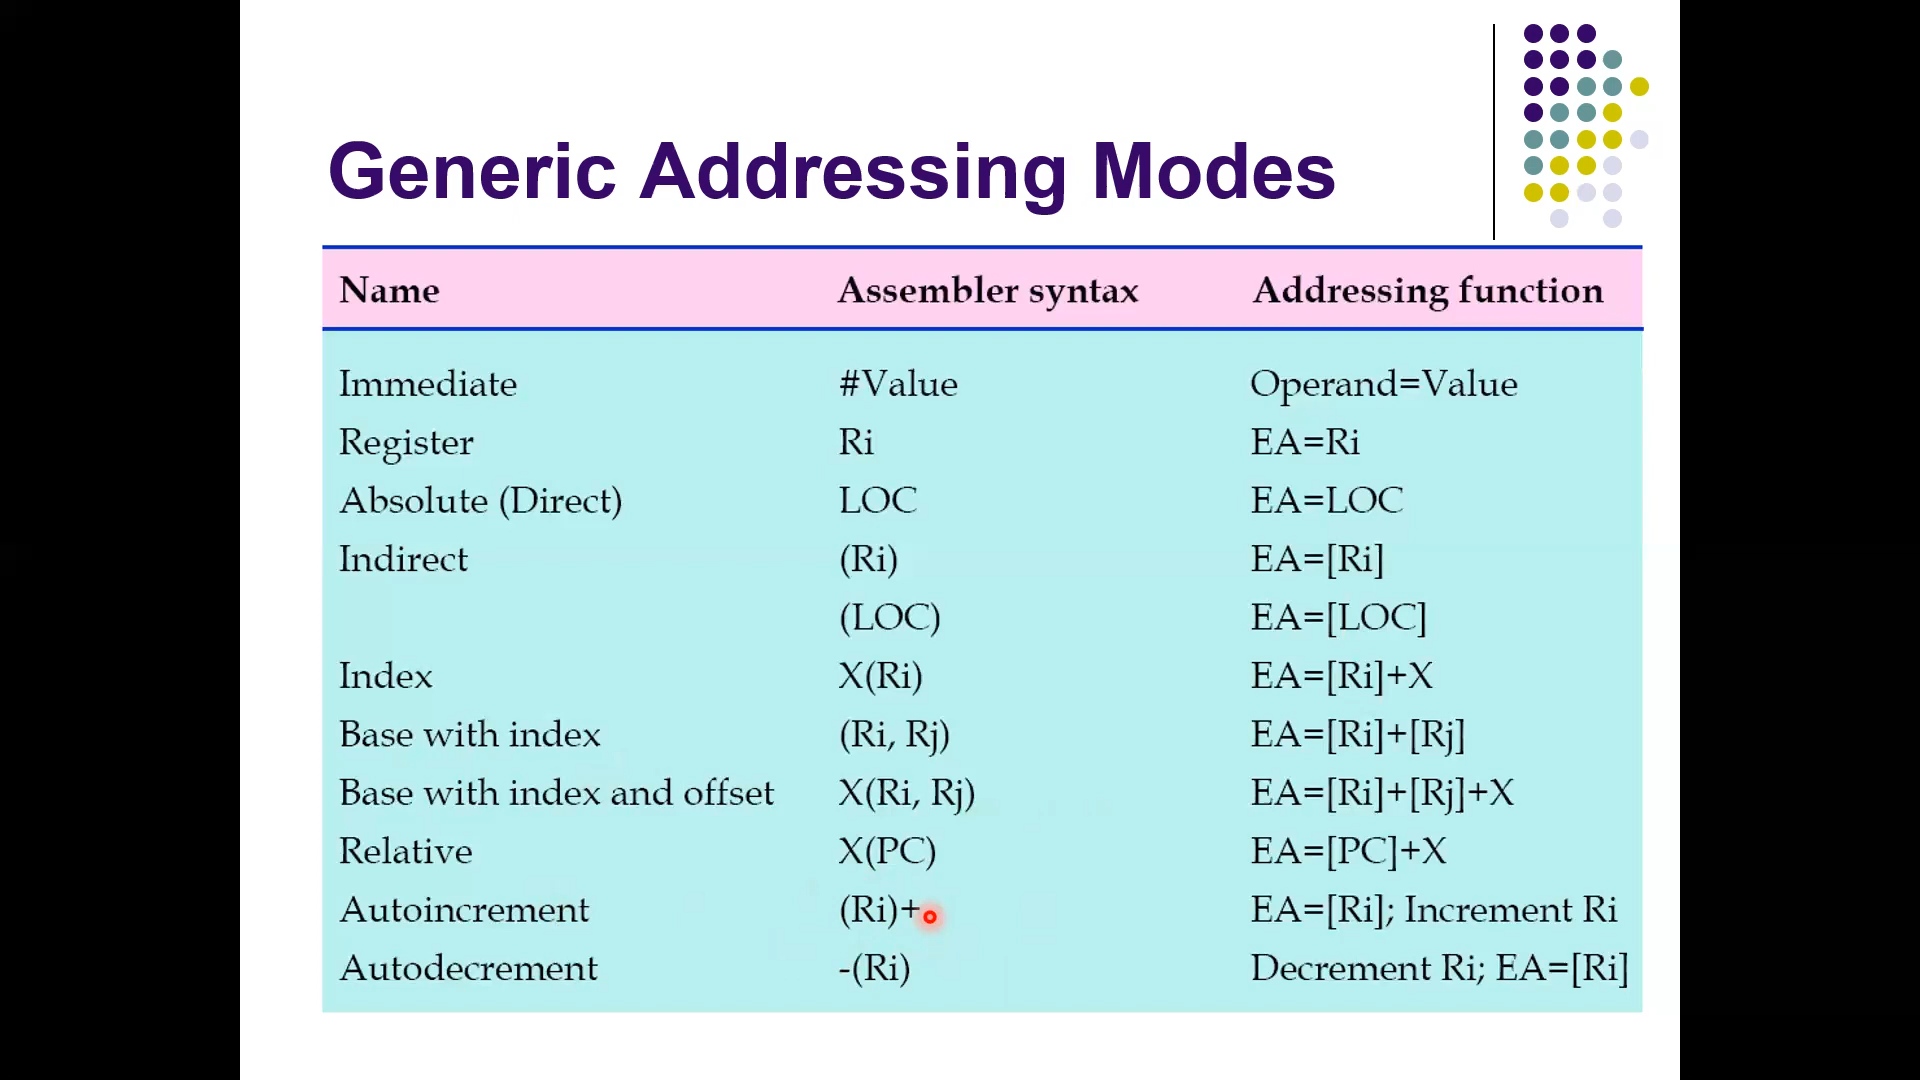 Generic Addressing Modes
Name Assembler syntax Addressing function
Immediate #Value Operand=Value
Register Ri EA=Ri
Absolute (Direct) LOC EA=LOC
Indirect (Ri) EA=[Ri]
(LOC) EA=[LOC]
Index X(Ri) EA=[Ri]+X
Base with index (Ri, Rj) EA=[Ri]+[Rj]
Base with index and offset X(Ri, Rj) EA=[Ri]+[Rj]+X
Relative X(PC) EA=[PC]+X
Autoincrement (Ri)+ EA=[Ri]; Increment Ri
Autodecrement -(Ri) Decrement Ri; EA=[Ri]